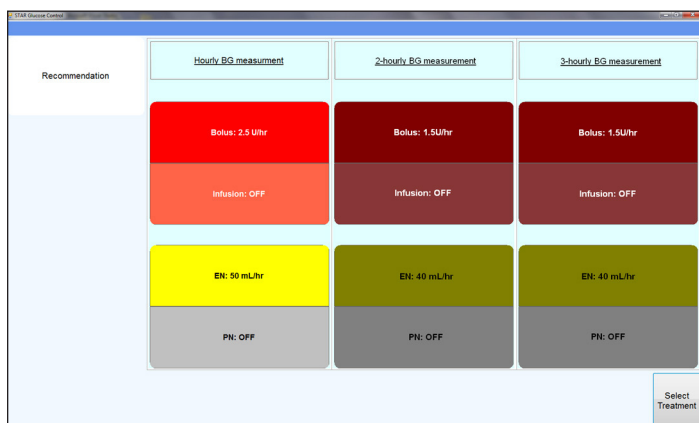 STAR Glucose Control
Recommendation
Hourly BG measurment
2-hourly BG measurement
3-hourly BG measurement
Bolus: 2.5 U/hr
Bolus: 1.5U/hr
Bolus: 1.5U/hr
Infusion: OFF
Infusion: OFF
Infusion: OFF
EN: 50 mL/hr
EN: 40 mL/hr
EN: 40 mL/hr
PN: OFF
PN: OFF
PN: OFF
Select
Treatment